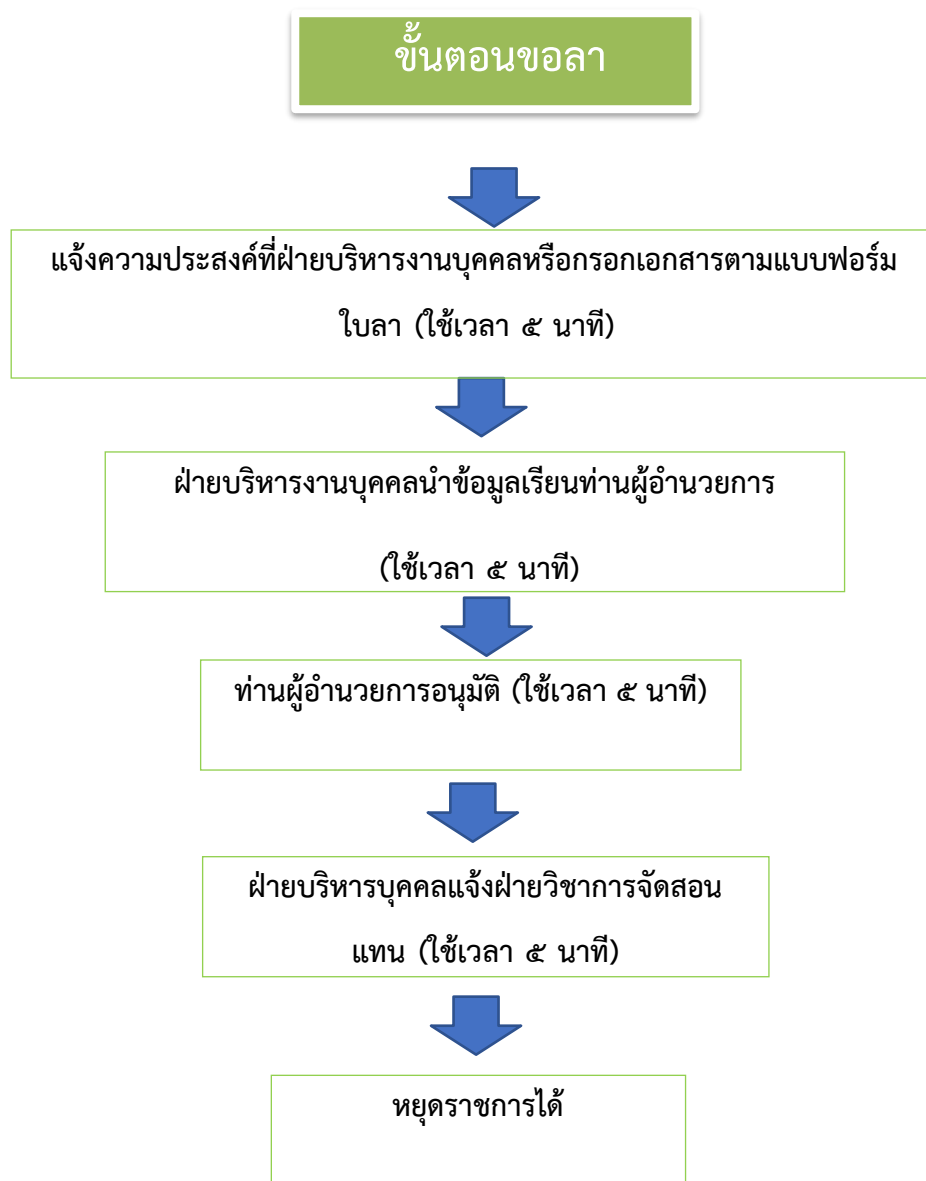 ขั้นตอนขอลา
แจ้งความประสงค์ที่ฝ่ายบริหารงานบุคคลหรือกรอกเอกสารตามแบบฟอร์ม
ใบลา (ใช้เวลา ๕ นาที)
ฝ่ายบริหารงานบุคคลนำข้อมูลเรียนท่านผู้อำนวยการ
(ใช้เวลา ๕ นาที)
ท่านผู้อำนวยการอนุมัติ (ใช้เวลา ๕ นาที)
ฝ่ายบริหารบุคคลแจ้งฝ่ายวิชาการจัดสอน
แทน (ใช้เวลา ๕ นาที)
หยุดราชการได้